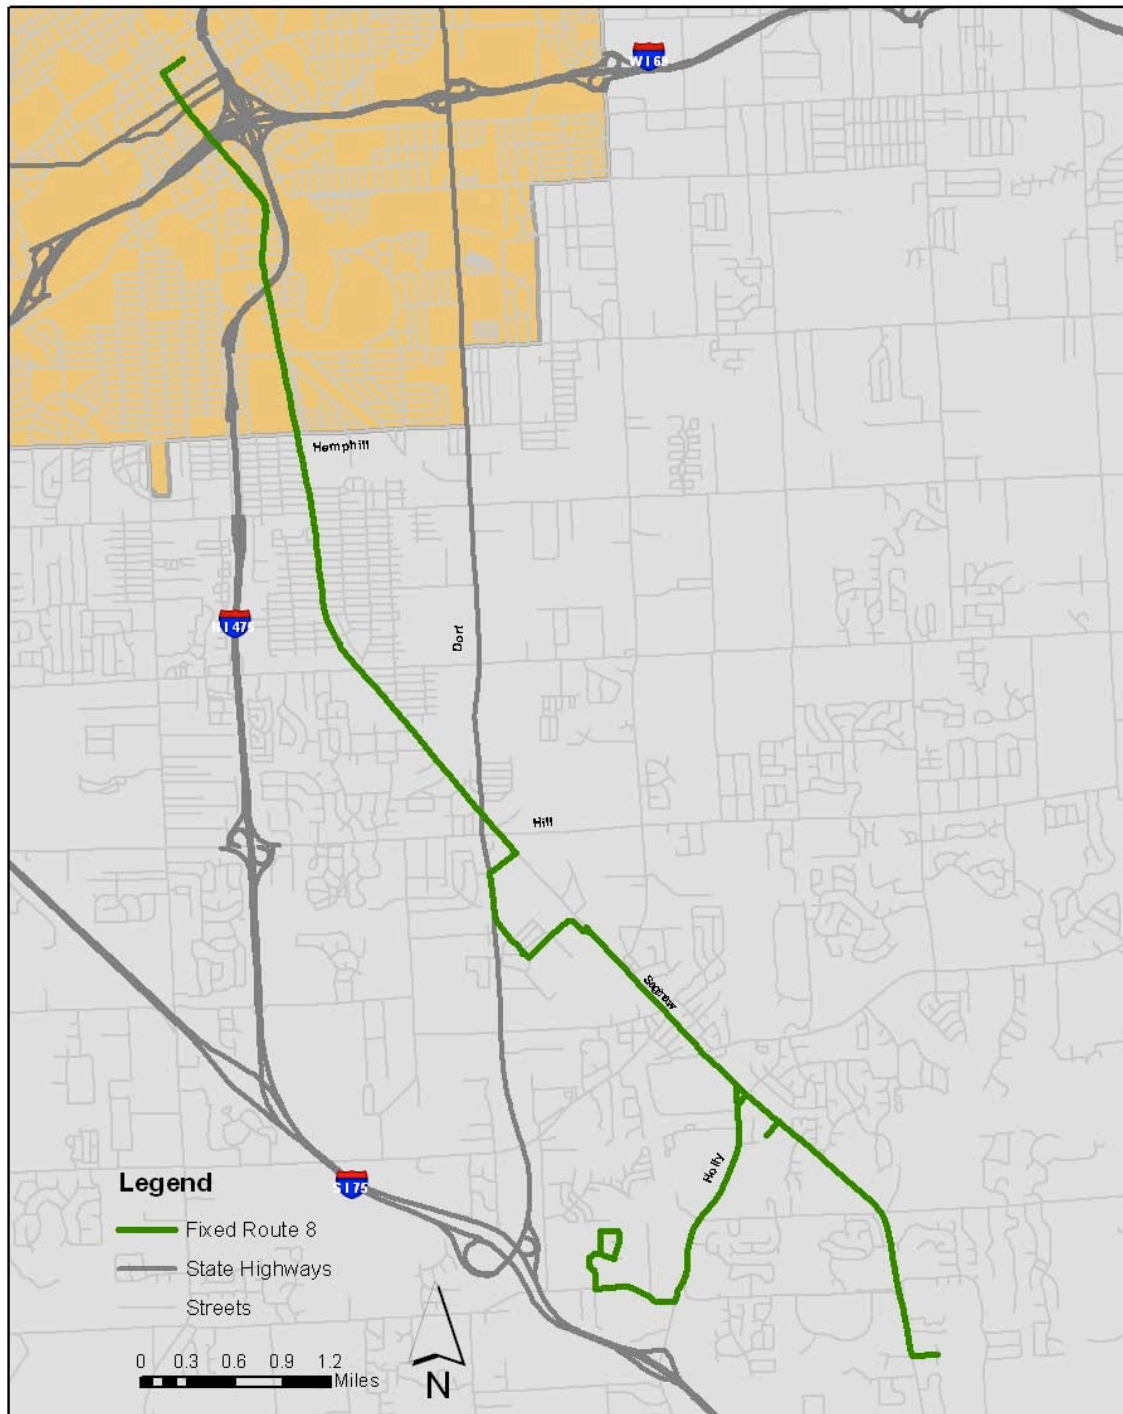 W I 69
Hemphill
N I 475
Dort
Hill
Saginaw
Holly
S I 75
Legend
Fixed Route 8
State Highways
Streets
0 0.3 0.6 0.9 1.2
Miles
N